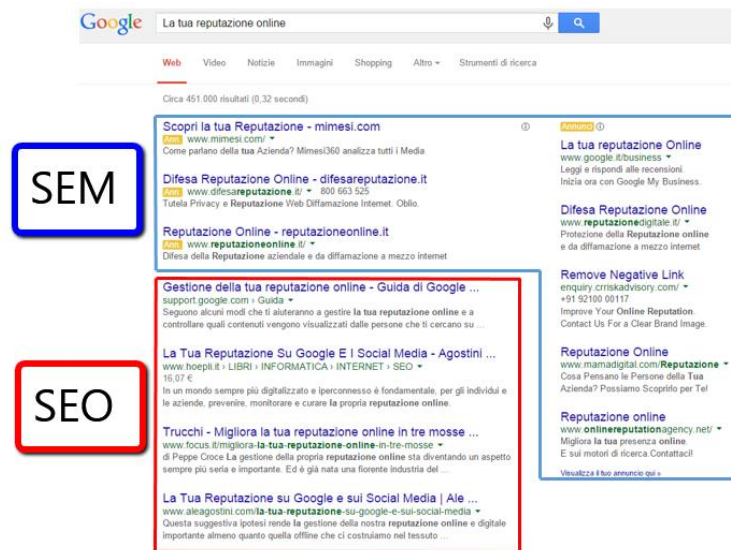 Google La tua reputazione online
Web Video Notizie Immagini Shopping Altro Strumenti di ricerca
Circa 451.000 risultati (0,32 secondi)
SEM
Scopri la tua Reputazione - mimesi.com
Ann. www.mimesi.com/
Come parlano della tua Azienda? Mimesi360 analizza tutti i Media.
Difesa Reputazione Online - difesareputazione.it
Ann. www.difesareputazione.it/ 800 663 525
Tutela Privacy e Reputazione Web Diffamazione Internet. Oblio.
Reputazione Online - reputazioneonline.it
Ann. www.reputazioneonline.it/
Difesa della Reputazione aziendale e da diffamazione a mezzo internet
SEO
Gestione della tua reputazione online - Guida di Google ...
support.google.com › Guida
Seguono alcuni modi che ti aiuteranno a gestire la tua reputazione online e a
controllare quali contenuti vengono visualizzati dalle persone che ti cercano su ...
La Tua Reputazione Su Google E I Social Media - Agostini ...
www.hoepli.it › LIBRI › INFORMATICA › INTERNET › SEO
16,07 €
In un mondo sempre più digitalizzato e iperconnesso è fondamentale, per gli individui e
le aziende, prevenire, monitorare e curare la propria reputazione online.
Trucchi - Migliora la tua reputazione online in tre mosse ...
www.focus.it/migliora-la-tua-reputazione-online-in-tre-mosse
di Peppe Croce La gestione della propria reputazione online sta diventando un aspetto
sempre più seria e importante. Ed è già nata una fiorente industria del ...
La Tua Reputazione su Google e sui Social Media | Ale ...
www.aleagostini.com/la-tua-reputazione-su-google-e-sui-social-media
Questa suggestiva ipotesi rende la gestione della nostra reputazione online e digitale
importante almeno quanto quella offline che ci costruiamo nel tessuto ...
Annunci
La tua reputazione Online
www.google.it/business
Leggi e rispondi alle recensioni.
Inizia ora con Google My Business.
Difesa Reputazione Online
www.reputazionedigitale.it/
Protezione della Reputazione online
e da diffamazione a mezzo internet
Remove Negative Link
enquiry.crriskadvisory.com/
+91 92100 00117
Improve Your Online Reputation.
Contact Us For a Clear Brand Image.
Reputazione Online
www.mamadigital.com/Reputazione
Cosa Pensano le Persone della Tua
Azienda? Possiamo Scoprirlo per Te!
Reputazione online
www.onlinereputationagency.net/
Migliora la tua presenza online.
E sui motori di ricerca.Contattaci!
Visualizza il tuo annuncio qui »